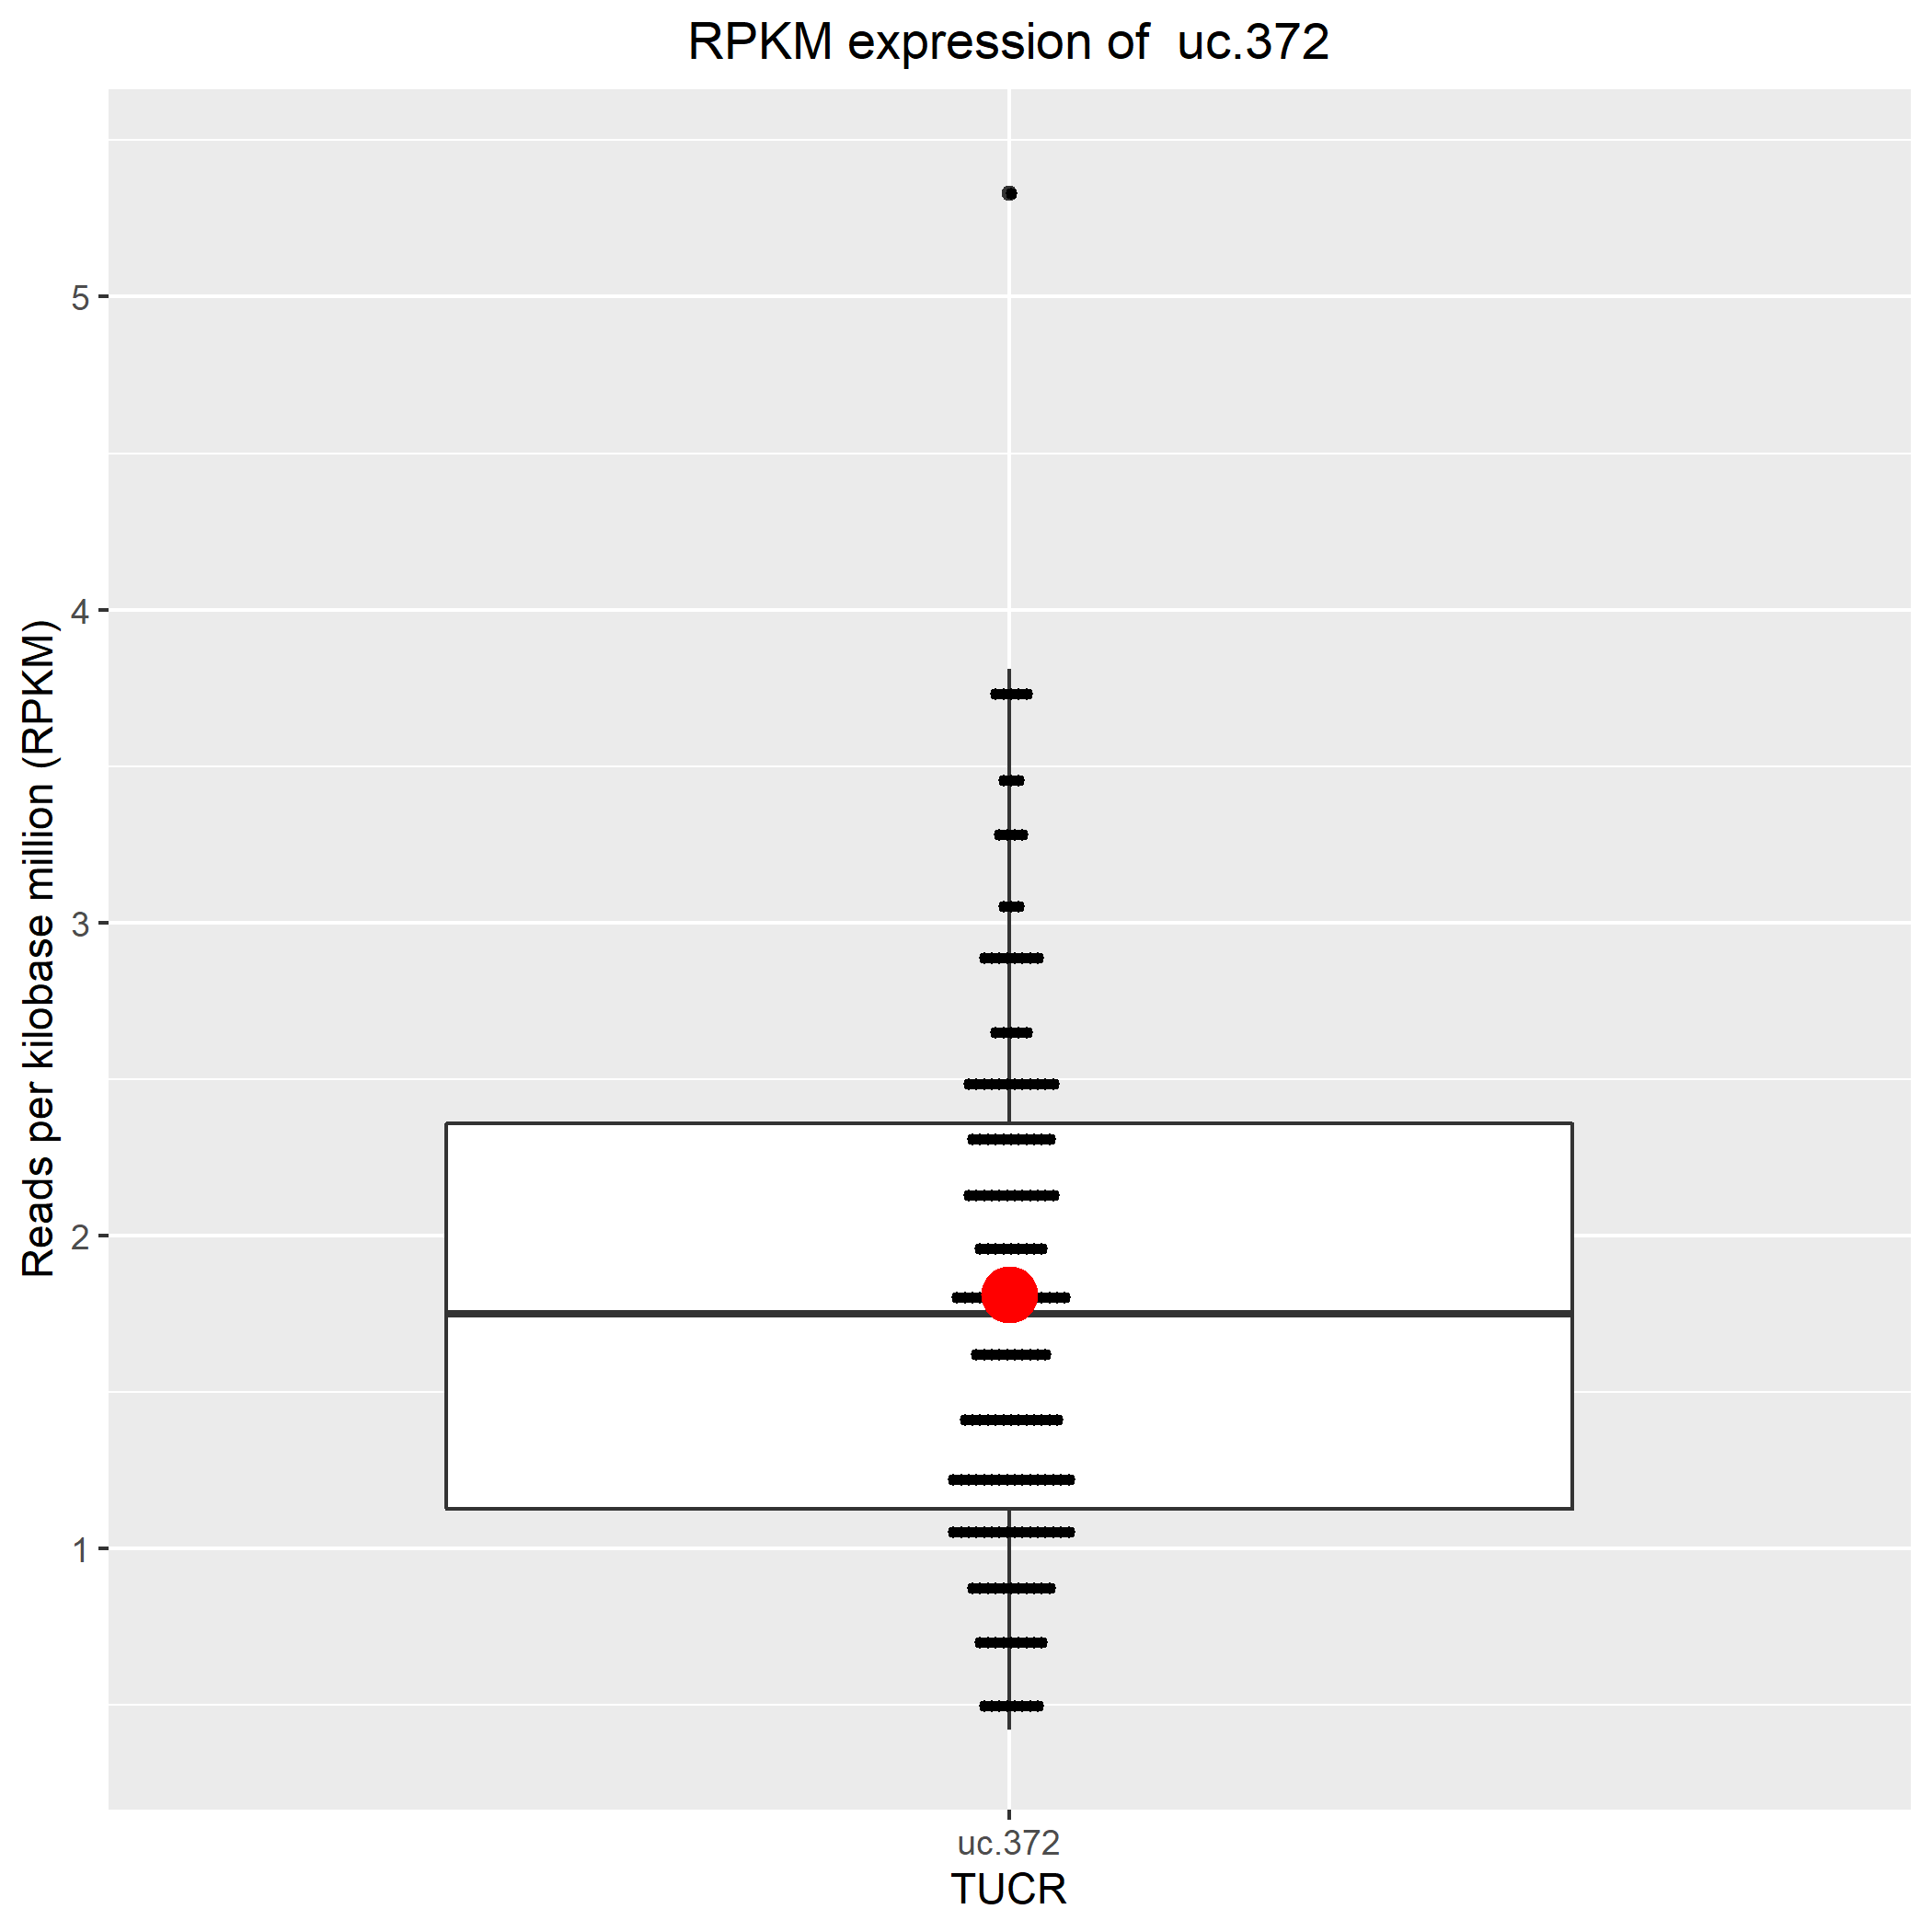 RPKM expression of  uc.372
Reads per kilobase million (RPKM)
5
4
3
2
1
uc.372
TUCR